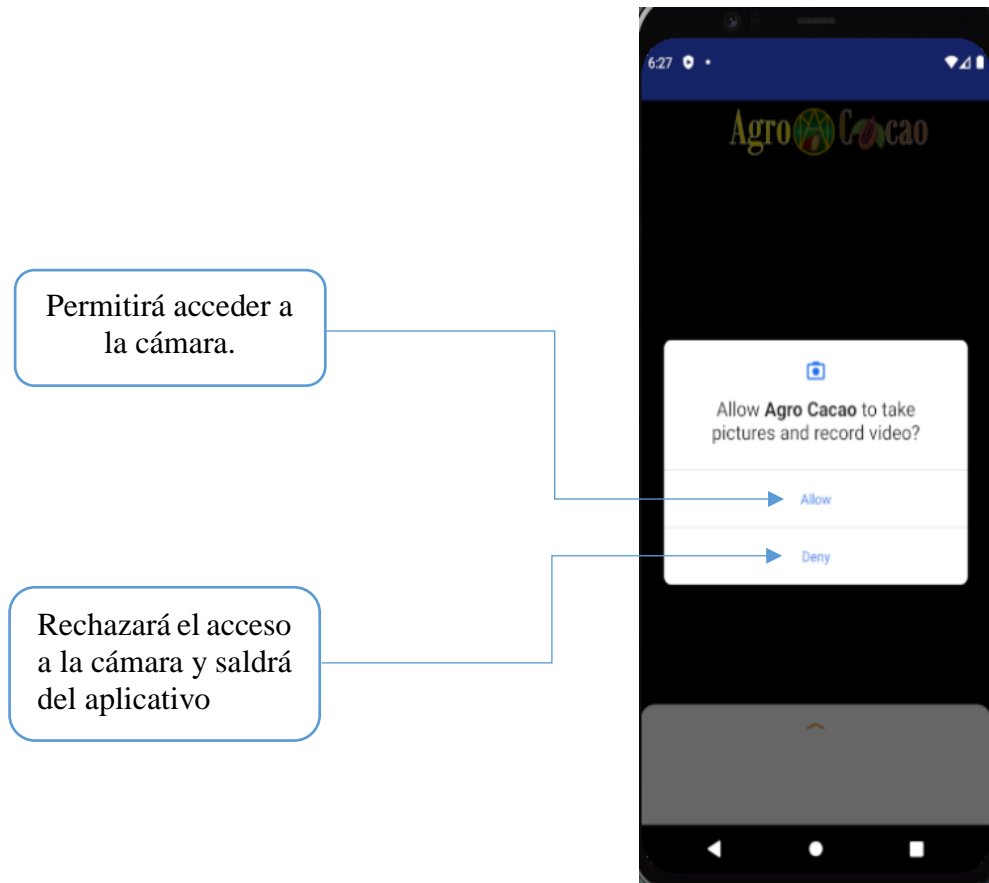 6:27
Agro Cacao
Permitirá acceder a
la cámara.
Allow Agro Cacao to take
pictures and record video?
Allow
Deny
Rechazará el acceso
a la cámara y saldrá
del aplicativo